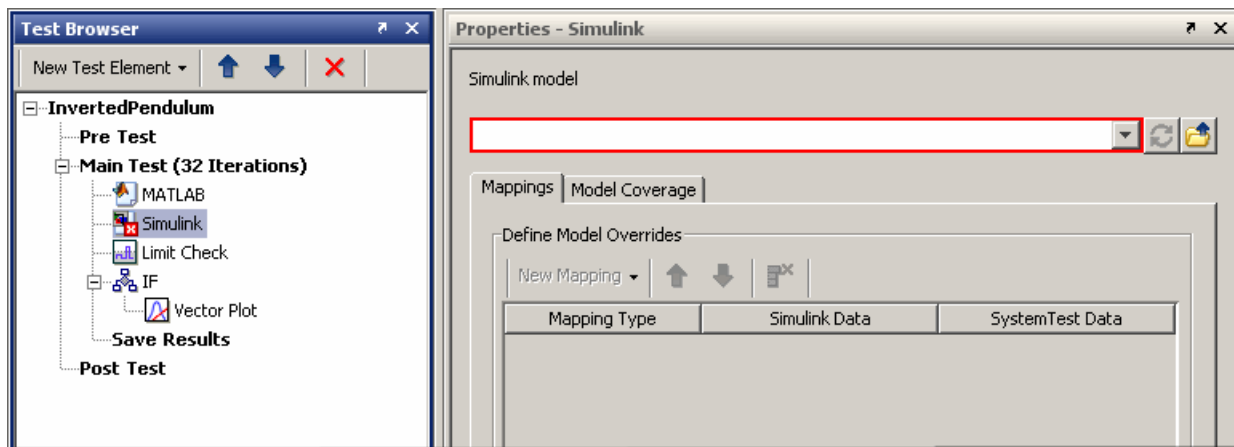 Test Browser
New Test Element
InvertedPendulum
Pre Test
Main Test (32 Iterations)
MATLAB
Simulink
Limit Check
IF
Vector Plot
Save Results
Post Test
Properties - Simulink
Simulink model
Mappings Model Coverage
Define Model Overrides
New Mapping
Mapping Type Simulink Data SystemTest Data